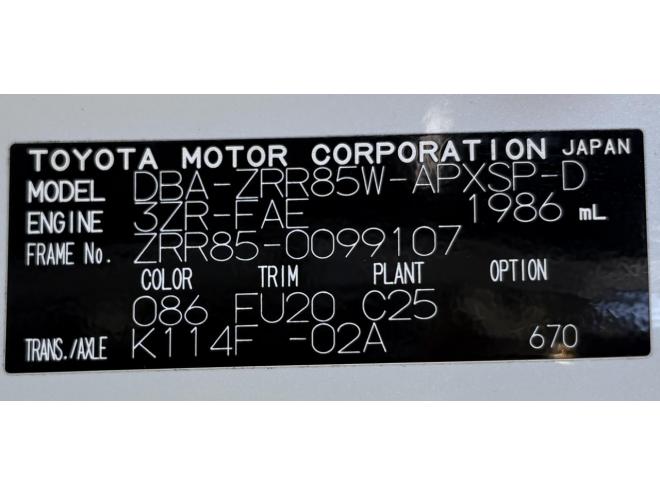 TOYOTA MOTOR CORPORATION JAPAN
MODEL DBA-ZRR85W-APXSP-D
ENGINE 3ZR-FAE 1986 mL
FRAME No. ZRR85-0099107
COLOR TRIM PLANT OPTION
086 FU20 C25
TRANS./AXLE K114F -02A 670